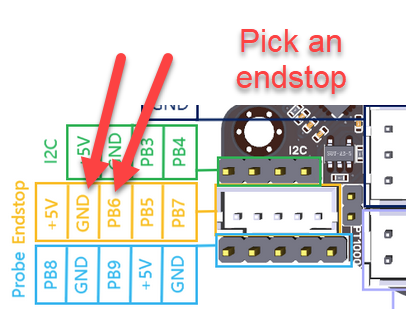 Pick an
endstop
GND
I2C +5V GND PB3 PB4
I2C
Endstop +5V GND PB6 PB5 PB7
PT1000
Probe PB8 GND PB9 +5V GND